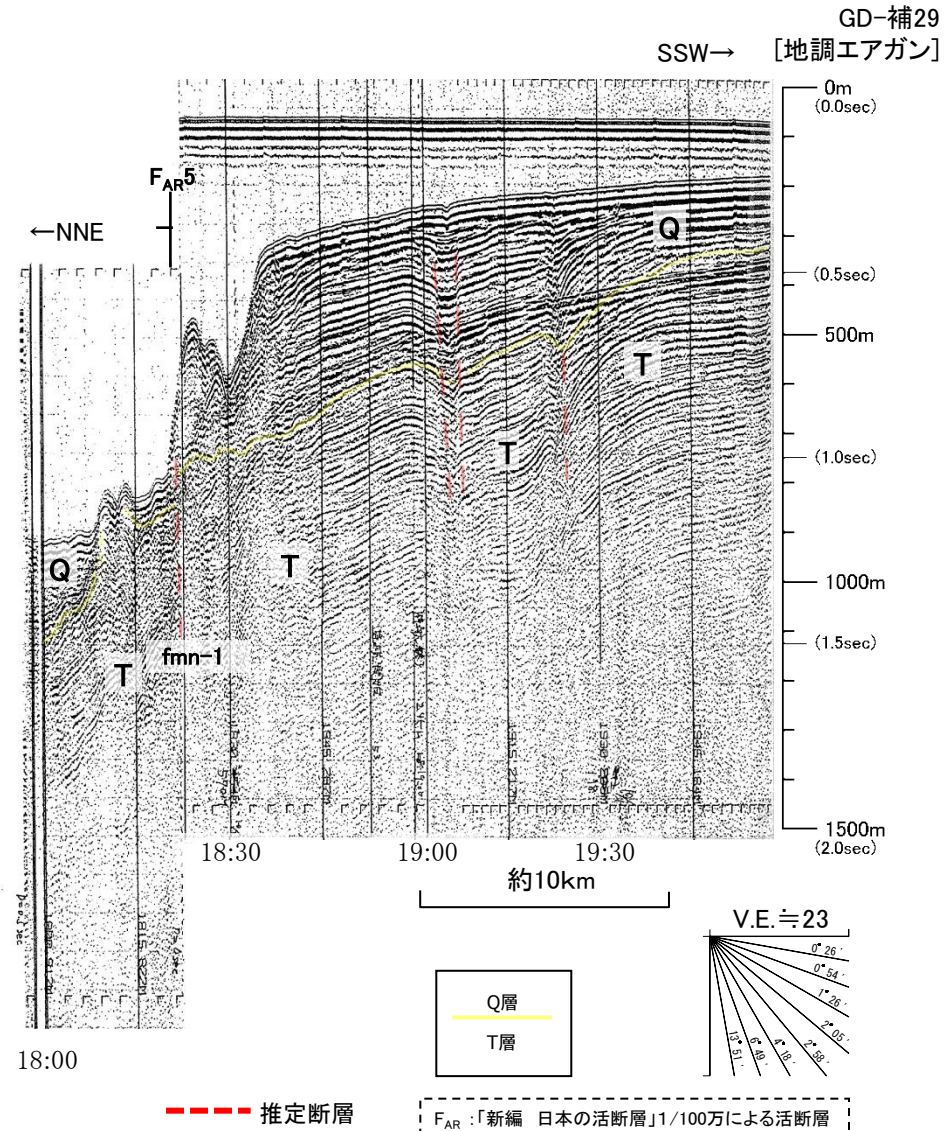 GD-補29
SSW→ [地調エアガン]
0m
(0.0sec)
FAR5
←NNE
Q
(0.5sec)
500m
T
T
(1.0sec)
Q
T
1000m
fmn-1
(1.5sec)
T
1500m
18:30 19:00 19:30
(2.0sec)
約10km
V.E.≒23
0°26′
0°54′
1°26′
2°05′
2°58′
4°18′
6°49′
13°51′
Q層
T層
18:00
推定断層
FAR:「新編 日本の活断層」1/100万による活断層